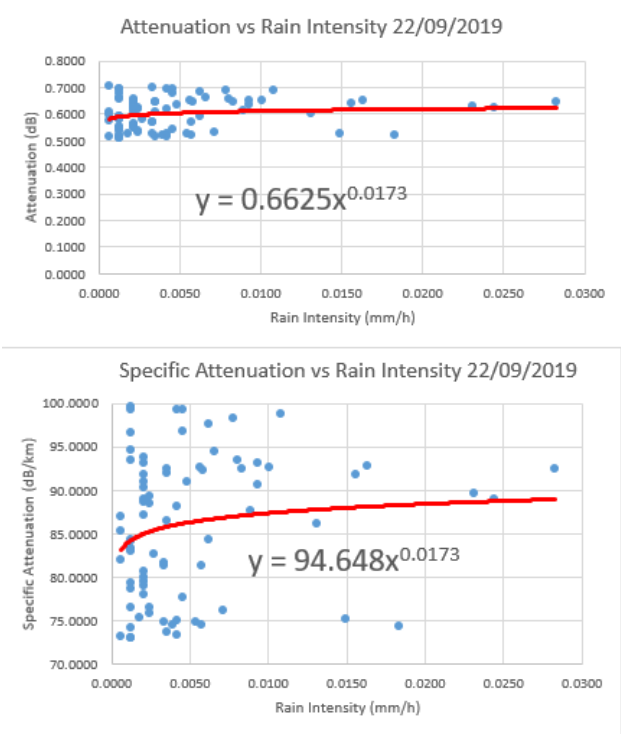 Attenuation vs Rain Intensity 22/09/2019
0.8000
0.7000
0.6000
0.5000
0.4000
0.3000
0.2000
0.1000
0.0000
Attenuation (dB)
y = 0.6625x^0.0173
0.0000 0.0050 0.0100 0.0150 0.0200 0.0250 0.0300
Rain Intensity (mm/h)
Specific Attenuation vs Rain Intensity 22/09/2019
100.0000
95.0000
90.0000
85.0000
80.0000
75.0000
70.0000
Specific Attenuation (dB/km)
y = 94.648x^0.0173
0.0000 0.0050 0.0100 0.0150 0.0200 0.0250 0.0300
Rain Intensity (mm/h)